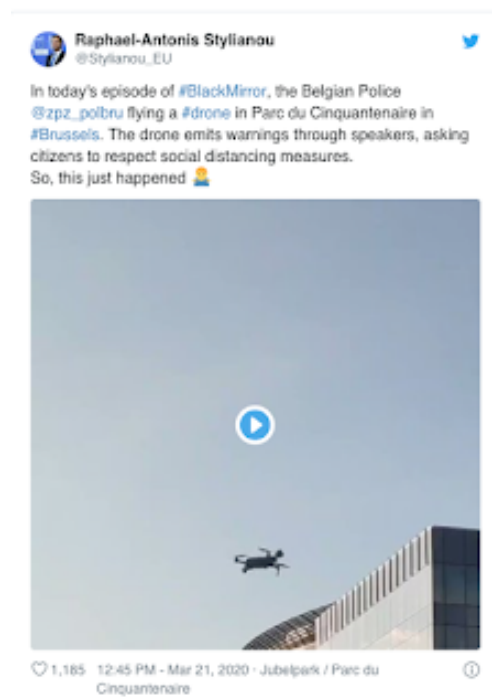 Raphael-Antonis Stylianou
@Stylianou_EU
In today's episode of #BlackMirror, the Belgian Police
@zpz_polbru flying a #drone in Parc du Cinquantenaire in
#Brussels. The drone emits warnings through speakers, asking
citizens to respect social distancing measures.
So, this just happened
1,185 12:45 PM - Mar 21, 2020 · Jubelpark / Parc du
Cinquantenaire